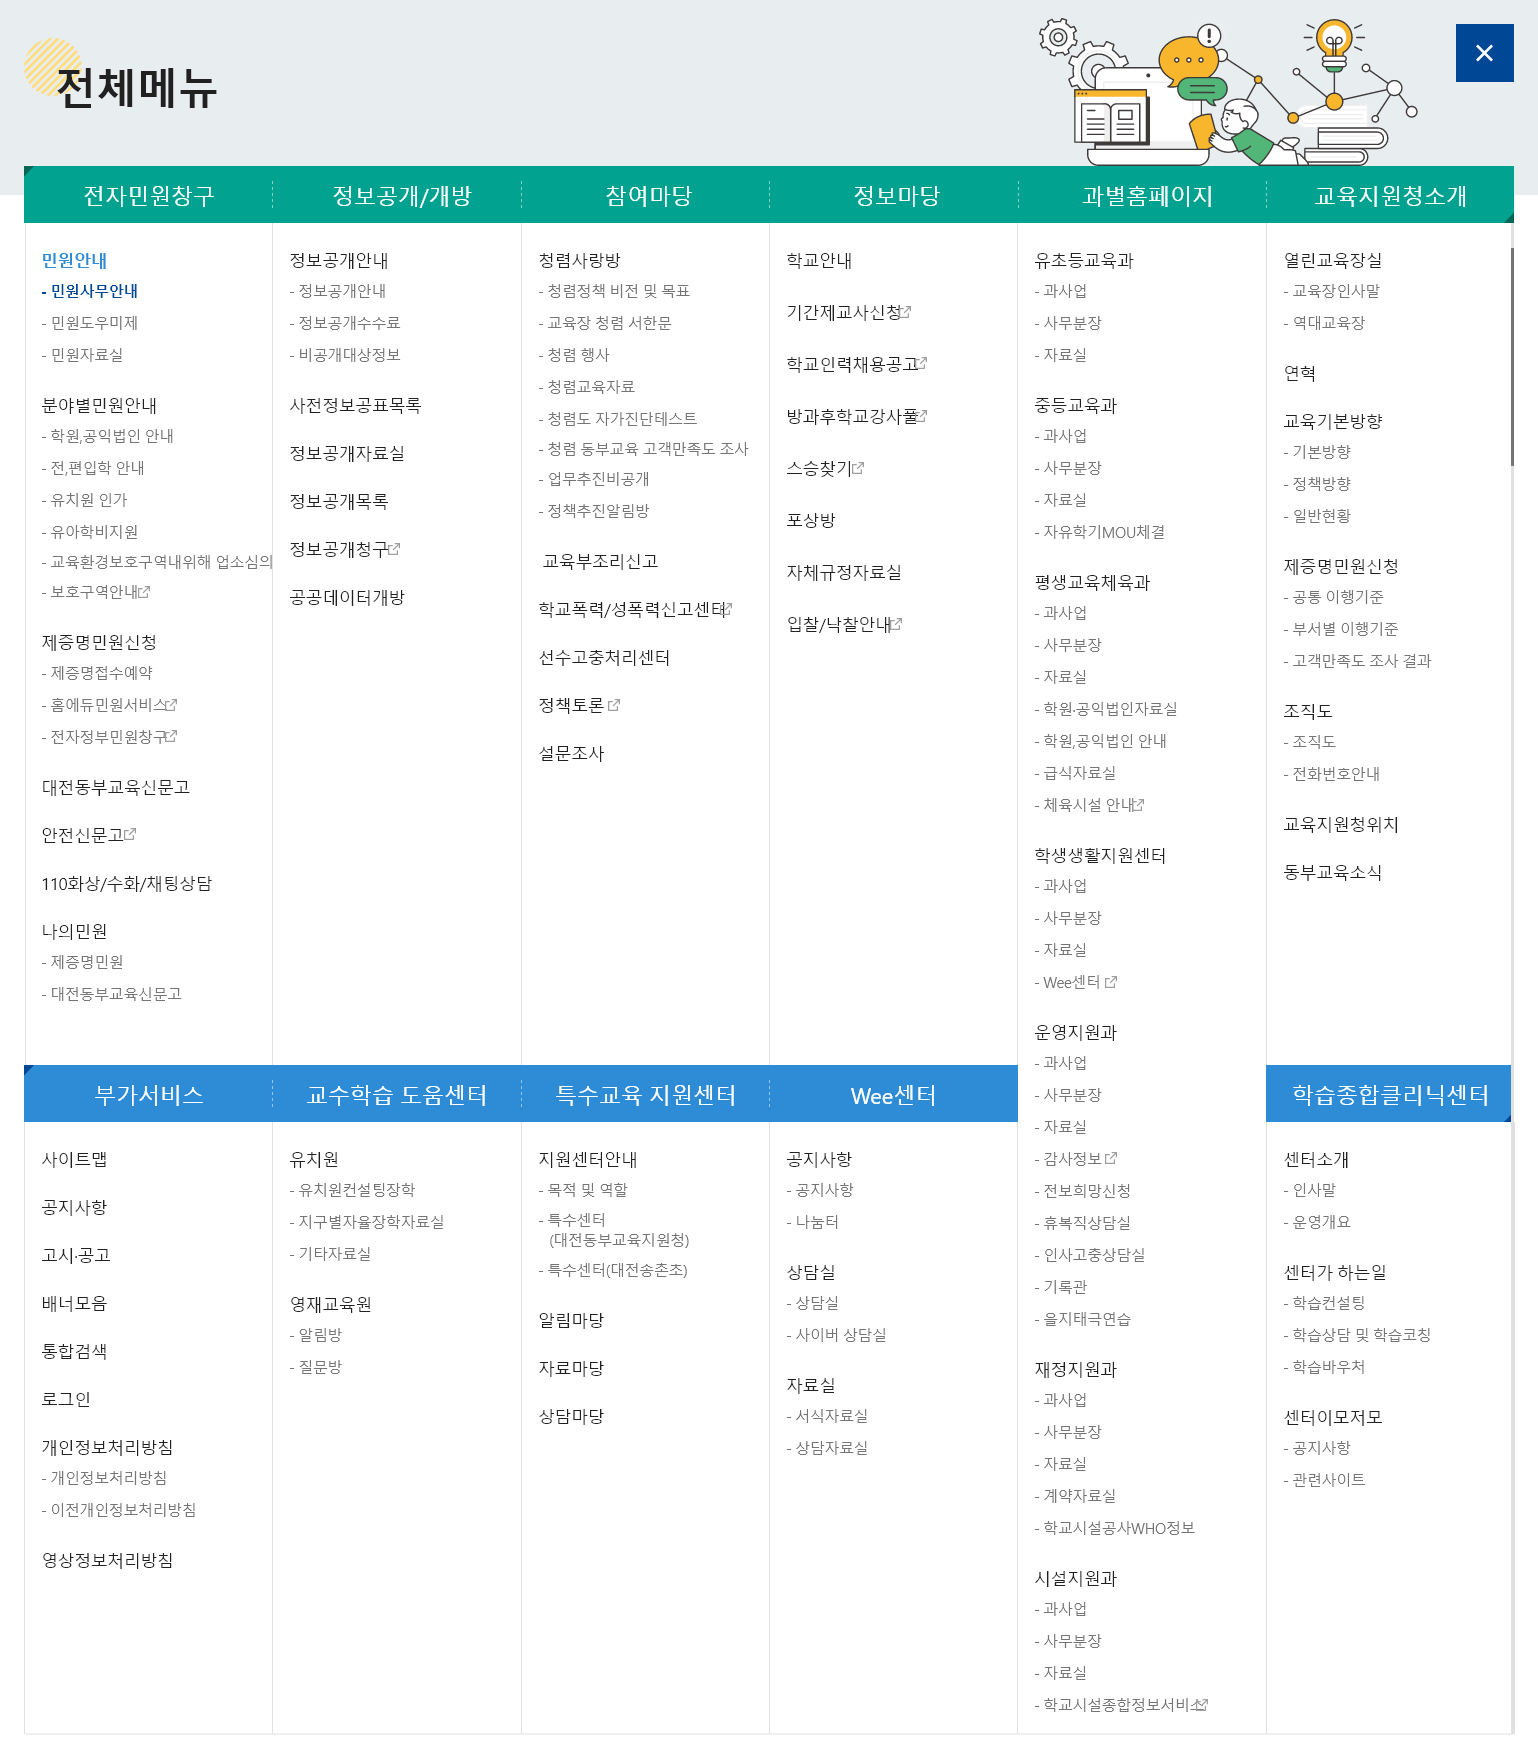 전체메뉴
전자민원창구
민원안내
- 민원사무안내
- 민원도우미제
- 민원자료실
분야별민원안내
- 학원,공익법인 안내
- 전,편입학 안내
- 유치원 인가
- 유아학비지원
- 교육환경보호구역내위해 업소심의
- 보호구역안내
제증명민원신청
- 제증명접수예약
- 홈에듀민원서비스
- 전자정부민원창구
대전동부교육신문고
안전신문고
110화상/수화/채팅상담
나의민원
- 제증명민원
- 대전동부교육신문고
정보공개/개방
정보공개안내
- 정보공개안내
- 정보공개수수료
- 비공개대상정보
사전정보공표목록
정보공개자료실
정보공개목록
정보공개청구
공공데이터개방
참여마당
청렴사랑방
- 청렴정책 비전 및 목표
- 교육장 청렴 서한문
- 청렴 행사
- 청렴교육자료
- 청렴도 자가진단테스트
- 청렴 동부교육 고객만족도 조사
- 업무추진비공개
- 정책추진알림방
교육부조리신고
학교폭력/성폭력신고센터
선수고충처리센터
정책토론
설문조사
정보마당
학교안내
기간제교사신청
학교인력채용공고
방과후학교강사풀
스승찾기
포상방
자체규정자료실
입찰/낙찰안내
과별홈페이지
유초등교육과
- 과사업
- 사무분장
- 자료실
중등교육과
- 과사업
- 사무분장
- 자료실
- 자유학기MOU체결
평생교육체육과
- 과사업
- 사무분장
- 자료실
- 학원·공익법인자료실
- 학원,공익법인 안내
- 급식자료실
- 체육시설 안내
학생생활지원센터
- 과사업
- 사무분장
- 자료실
- Wee센터
운영지원과
- 과사업
- 사무분장
- 자료실
- 감사정보
- 전보희망신청
- 휴복직상담실
- 인사고충상담실
- 기록관
- 을지태극연습
재정지원과
- 과사업
- 사무분장
- 자료실
- 계약자료실
- 학교시설공사WHO정보
시설지원과
- 과사업
- 사무분장
- 자료실
- 학교시설종합정보서비스
교육지원청소개
열린교육장실
- 교육장인사말
- 역대교육장
연혁
교육기본방향
- 기본방향
- 정책방향
- 일반현황
제증명민원신청
- 공통 이행기준
- 부서별 이행기준
- 고객만족도 조사 결과
조직도
- 조직도
- 전화번호안내
교육지원청위치
동부교육소식
부가서비스
사이트맵
공지사항
고시·공고
배너모음
통합검색
로그인
개인정보처리방침
- 개인정보처리방침
- 이전개인정보처리방침
영상정보처리방침
교수학습 도움센터
유치원
- 유치원컨설팅장학
- 지구별자율장학자료실
- 기타자료실
영재교육원
- 알림방
- 질문방
특수교육 지원센터
지원센터안내
- 목적 및 역할
- 특수센터
(대전동부교육지원청)
- 특수센터(대전송촌초)
알림마당
자료마당
상담마당
Wee센터
공지사항
- 공지사항
- 나눔터
상담실
- 상담실
- 사이버 상담실
자료실
- 서식자료실
- 상담자료실
학습종합클리닉센터
센터소개
- 인사말
- 운영개요
센터가 하는일
- 학습컨설팅
- 학습상담 및 학습코칭
- 학습바우처
센터이모저모
- 공지사항
- 관련사이트